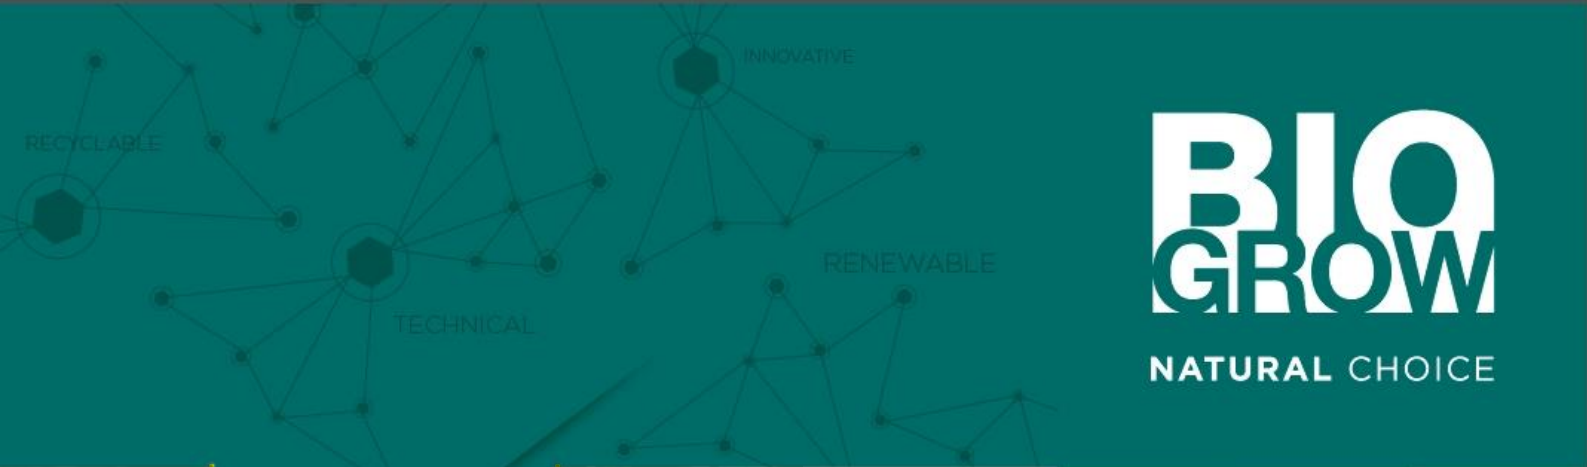 INNOVATIVE
RECYCLABLE
RENEWABLE
TECHNICAL
BIO
GROW
NATURAL CHOICE